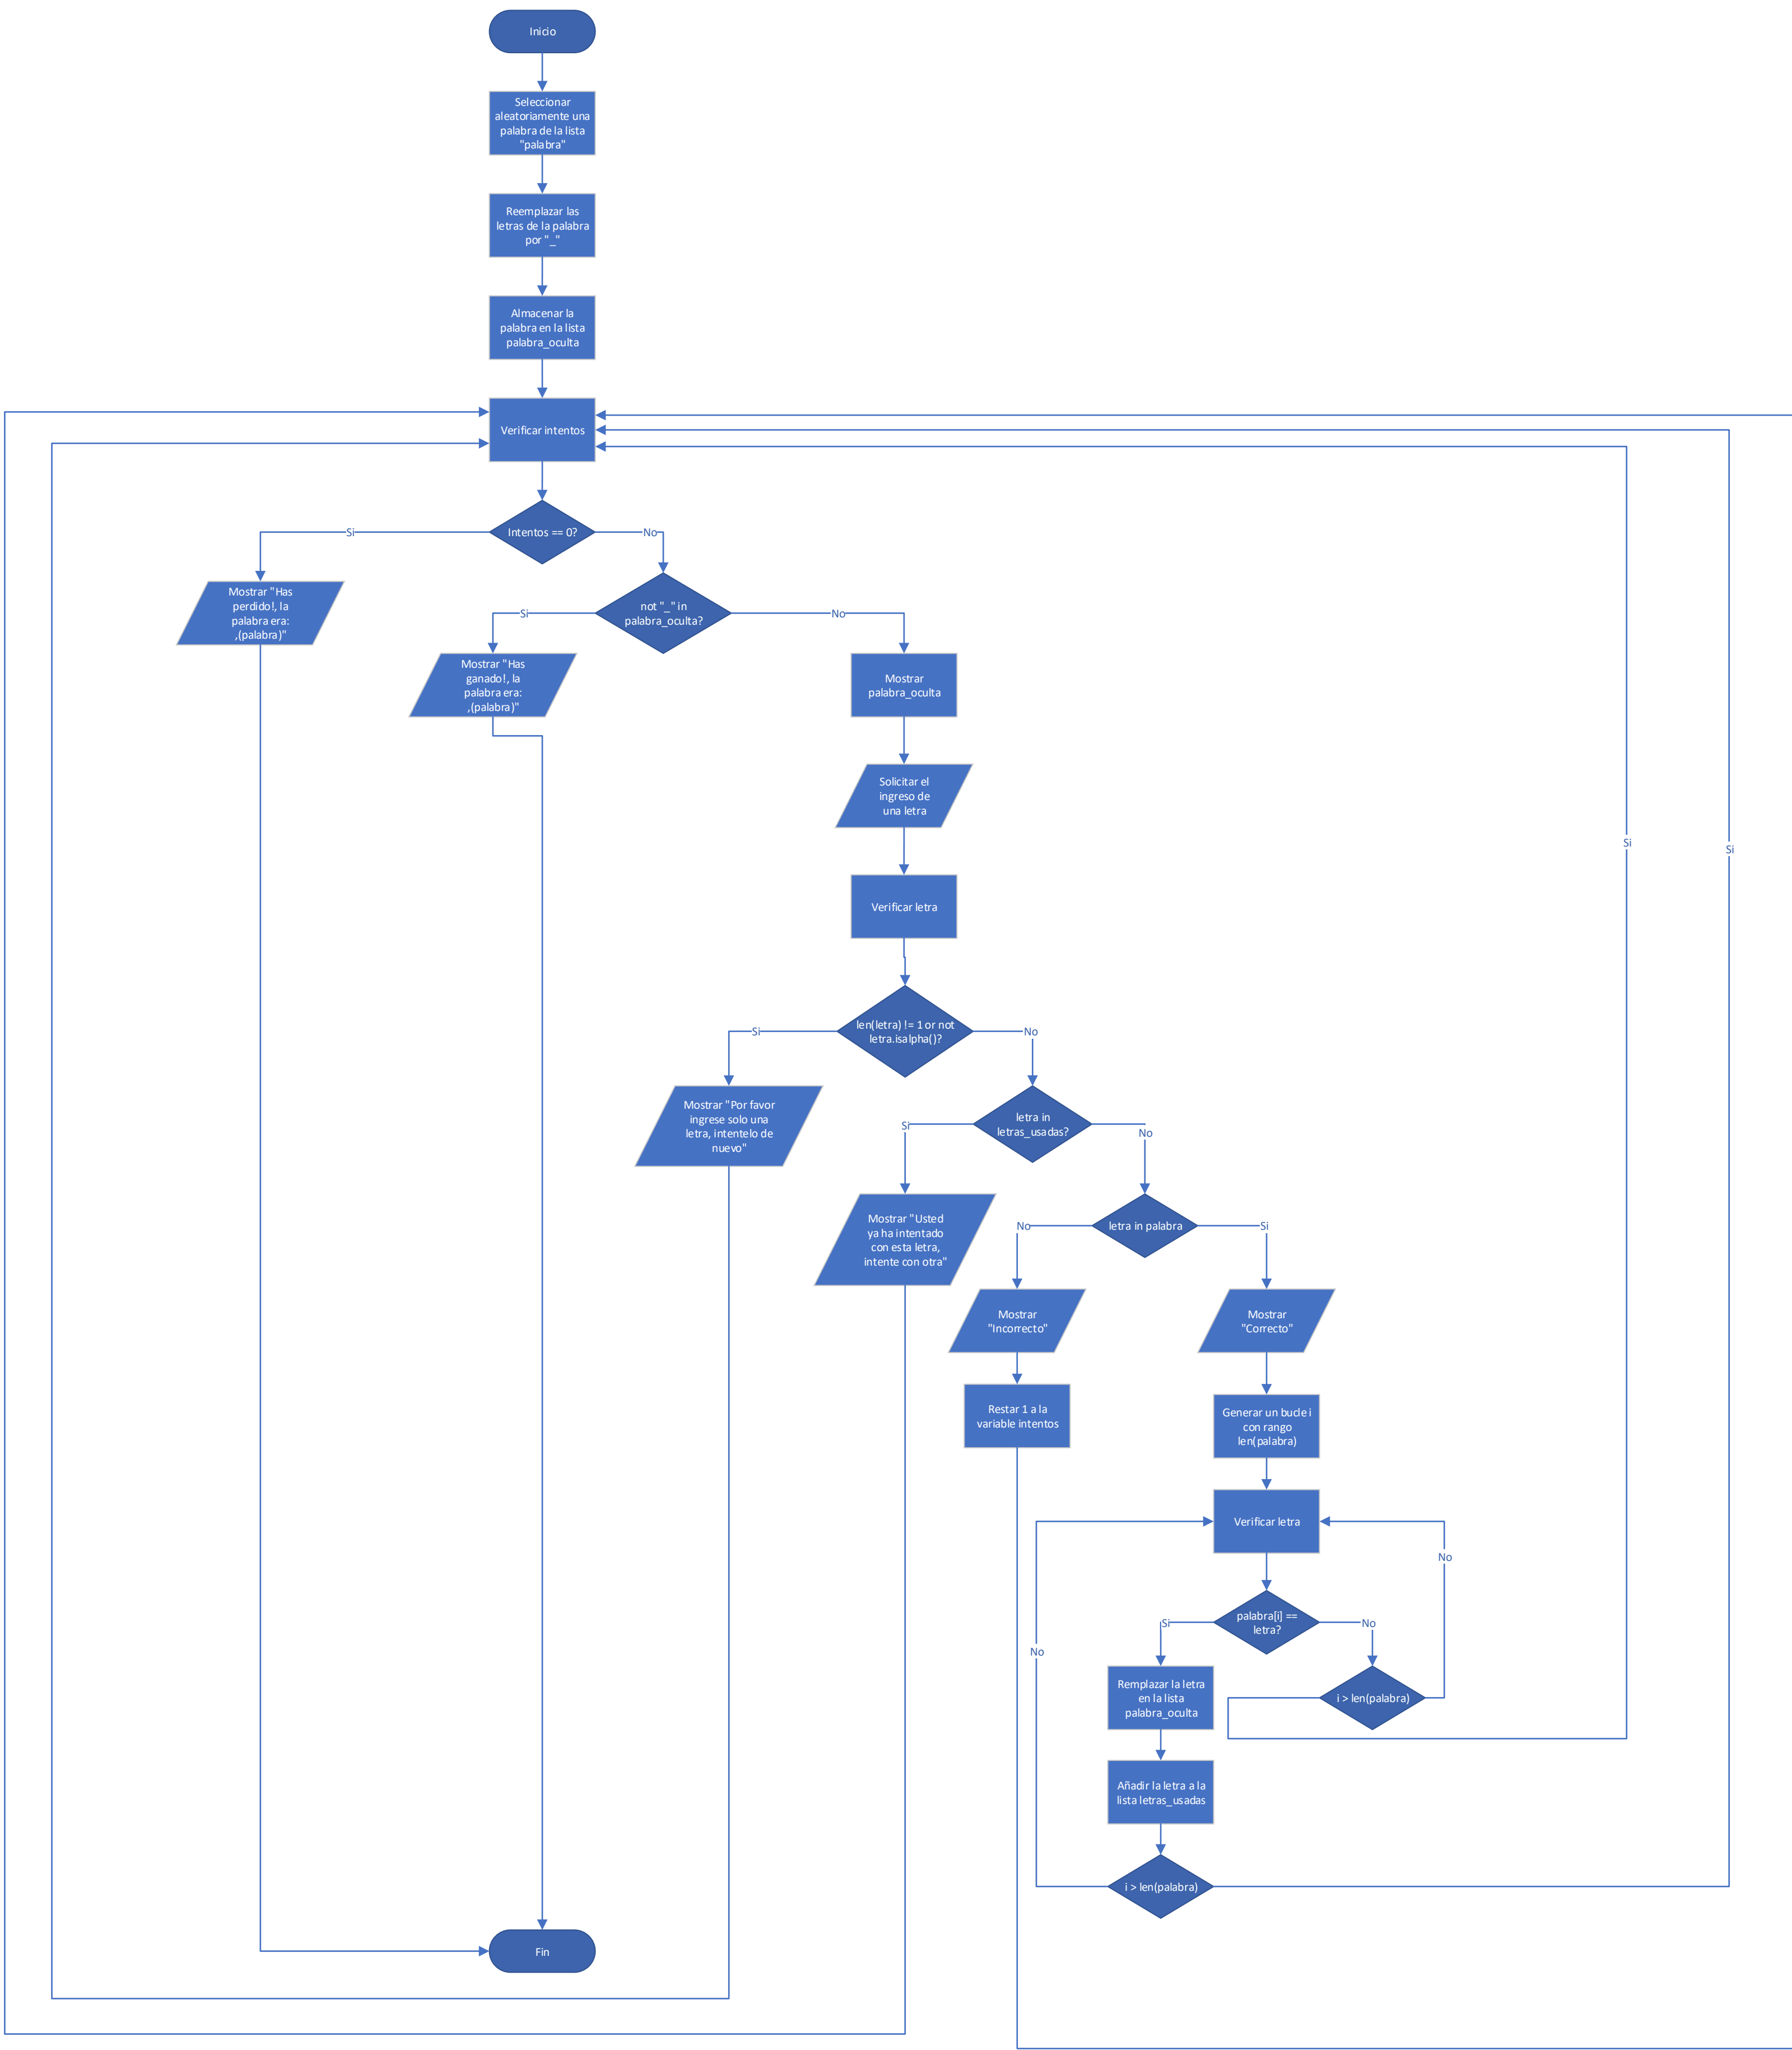 Inicio
Seleccionar
aleatoriamente una
palabra de la lista
"palabra"
Reemplazar las
letras de la palabra
por "_"
Almacenar la
palabra en la lista
palabra_oculta
Verificar intentos
Intentos == 0?
Si
No
Mostrar "Has
perdido!, la
palabra era:
,(palabra)"
not "_" in
palabra_oculta?
Si
No
Mostrar "Has
ganado!, la
palabra era:
,(palabra)"
Mostrar
palabra_oculta
Solicitar el
ingreso de
una letra
Si
Si
Verificar letra
len(letra) != 1 or not
letra.isalpha()?
Si
No
Mostrar "Por favor
ingrese solo una
letra, intentelo de
nuevo"
letra in
letras_usadas?
Si
No
Mostrar "Usted
ya ha intentado
con esta letra,
intente con otra"
letra in palabra
No
Si
Mostrar
"Incorrecto"
Mostrar
"Correcto"
Restar 1 a la
variable intentos
Generar un bucle i
con rango
len(palabra)
Verificar letra
No
palabra[i] ==
letra?
Si
No
No
Remplazar la letra
en la lista
palabra_oculta
i > len(palabra)
Añadir la letra a la
lista letras_usadas
i > len(palabra)
Fin